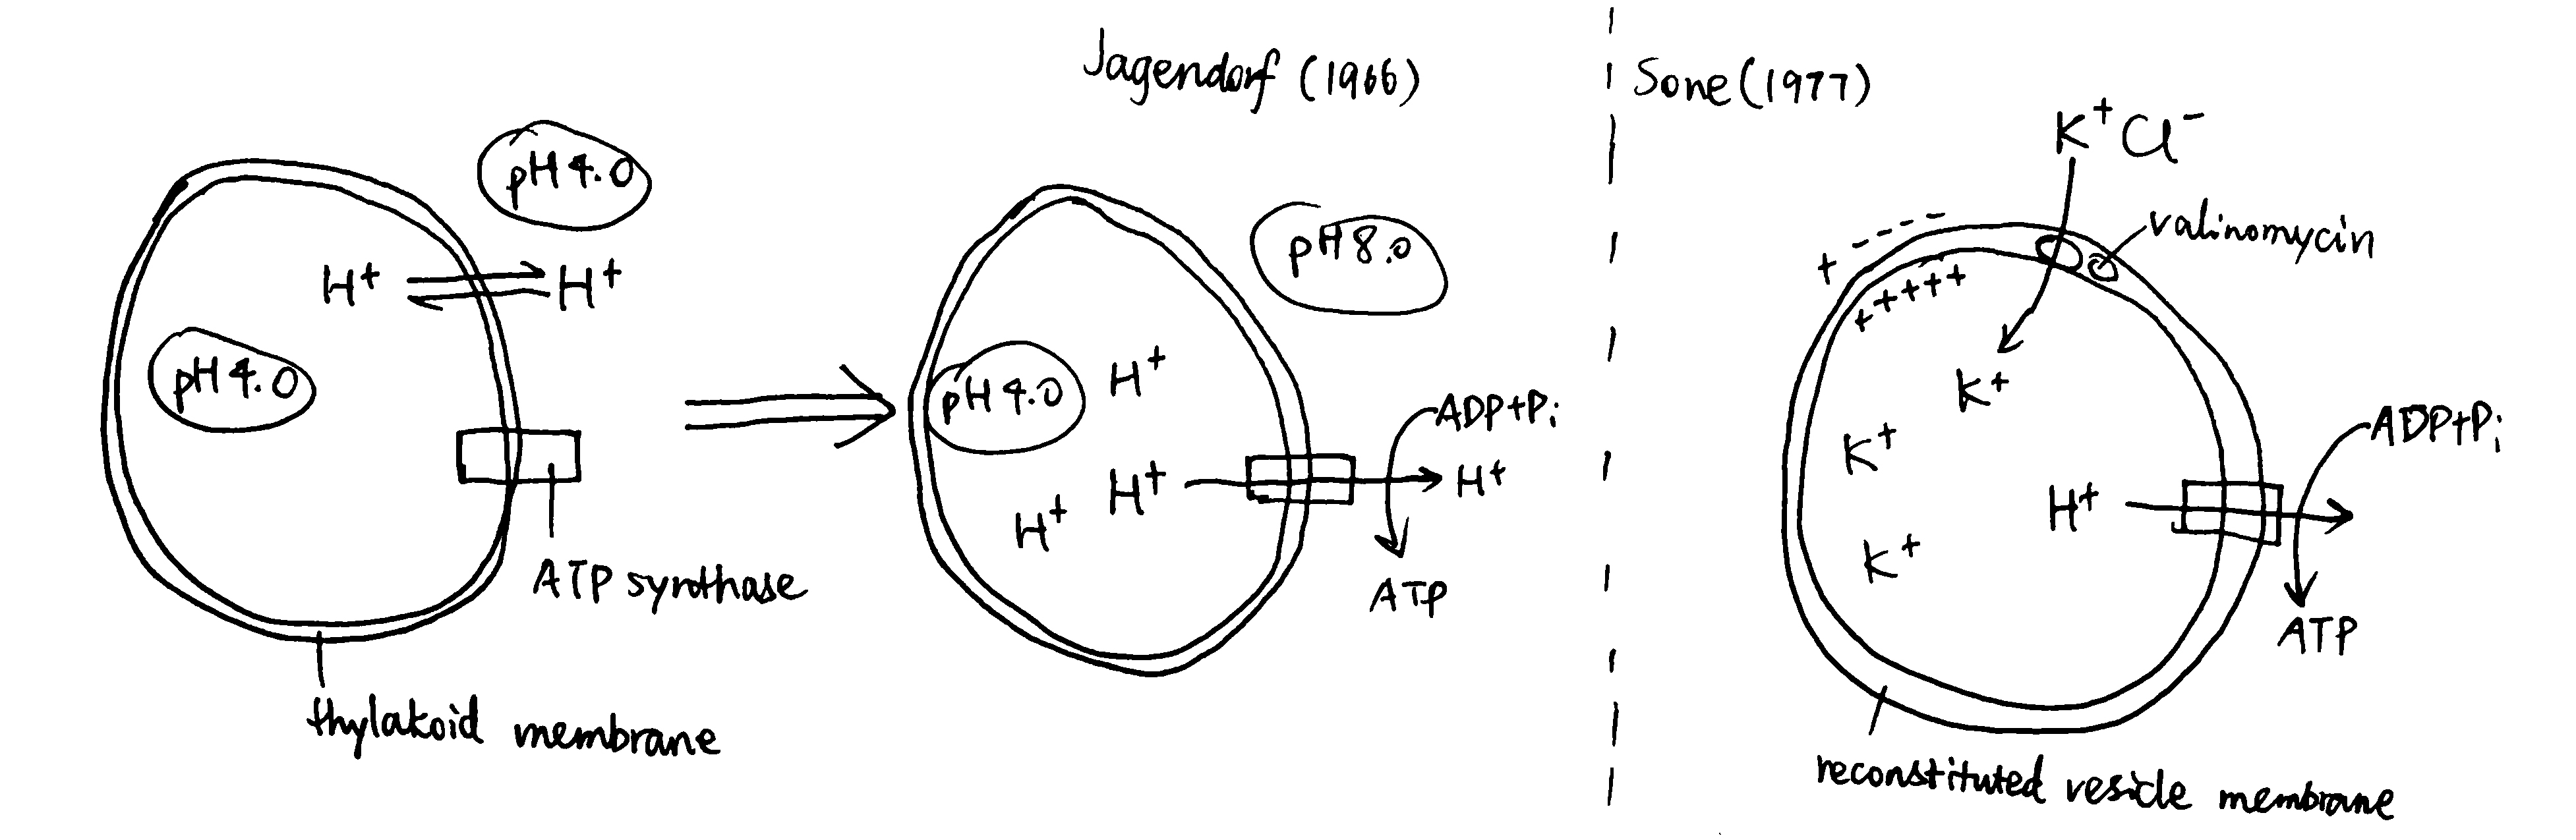 Jagendorf (1966)
pH 4.0
H⁺ H⁺
pH 4.0
ATP synthase
thylakoid membrane
pH 8.0
pH 4.0
H⁺
H⁺
H⁺
H⁺
ADP+Pi
ATP
Sone (1977)
K⁺ Cl⁻
valinomycin
+ - - - -
+ + + + +
K⁺
K⁺
K⁺
H⁺
ADP+Pi
ATP
reconstituted vesicle membrane